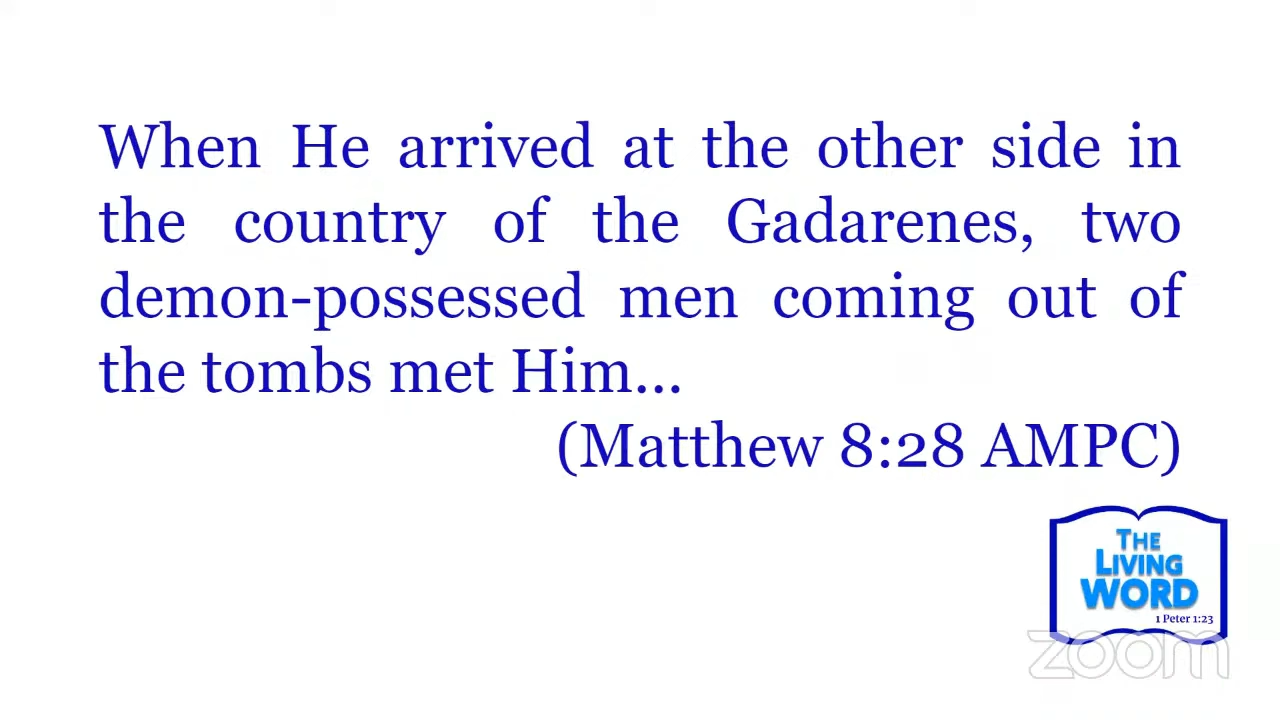 When He arrived at the other side in
the country of the Gadarenes, two
demon-possessed men coming out of
the tombs met Him...
(Matthew 8:28 AMPC)
THE
LIVING
WORD
1 Peter 1:23
zoom